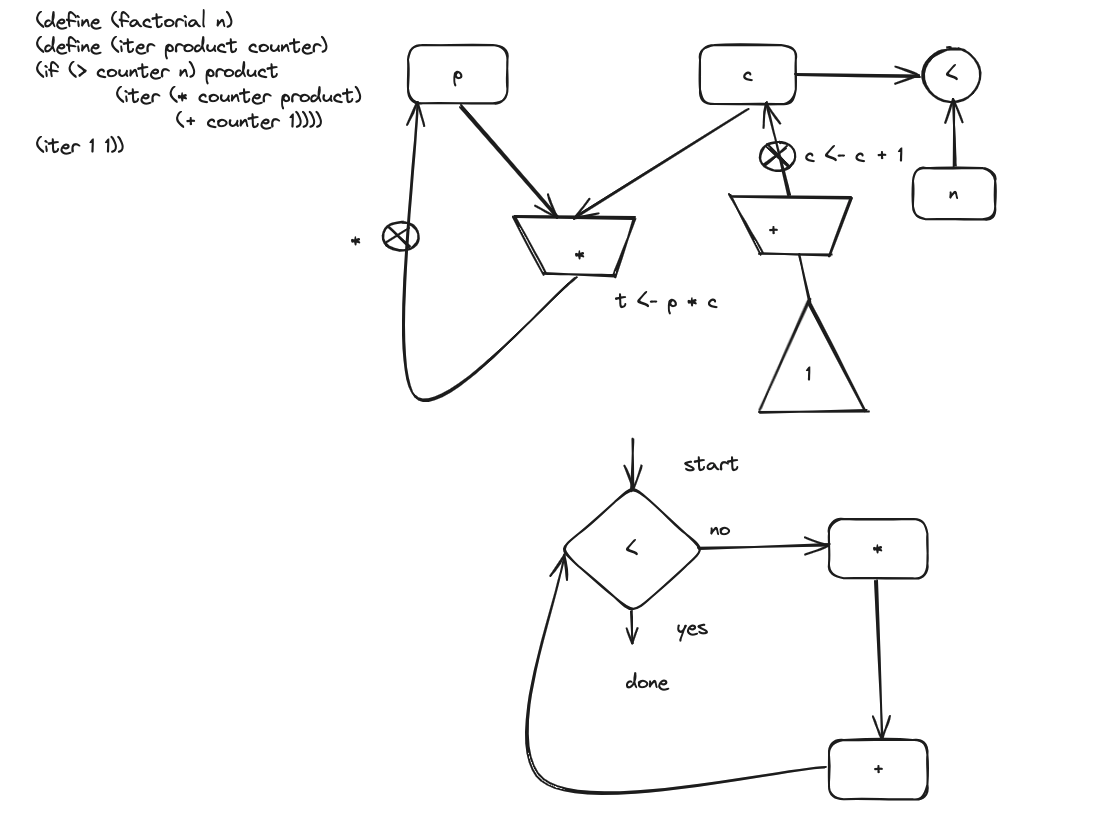 (define (factorial n)
(define (iter product counter)
(if (> counter n) product
(iter (* counter product)
(+ counter 1))))
(iter 1 1))
p
c
<
c <- c + 1
n
+
*
*
t <- p * c
1
start
no
<
*
yes
done
+